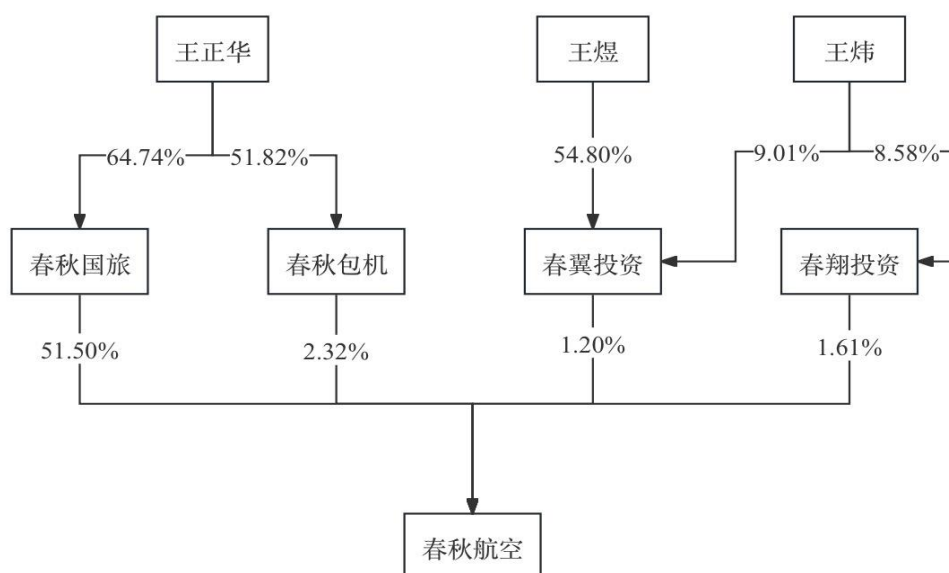 王正华
王煜
王炜
64.74%
51.82%
54.80%
9.01%
8.58%
春秋国旅
春秋包机
春翼投资
春翔投资
51.50%
2.32%
1.20%
1.61%
春秋航空